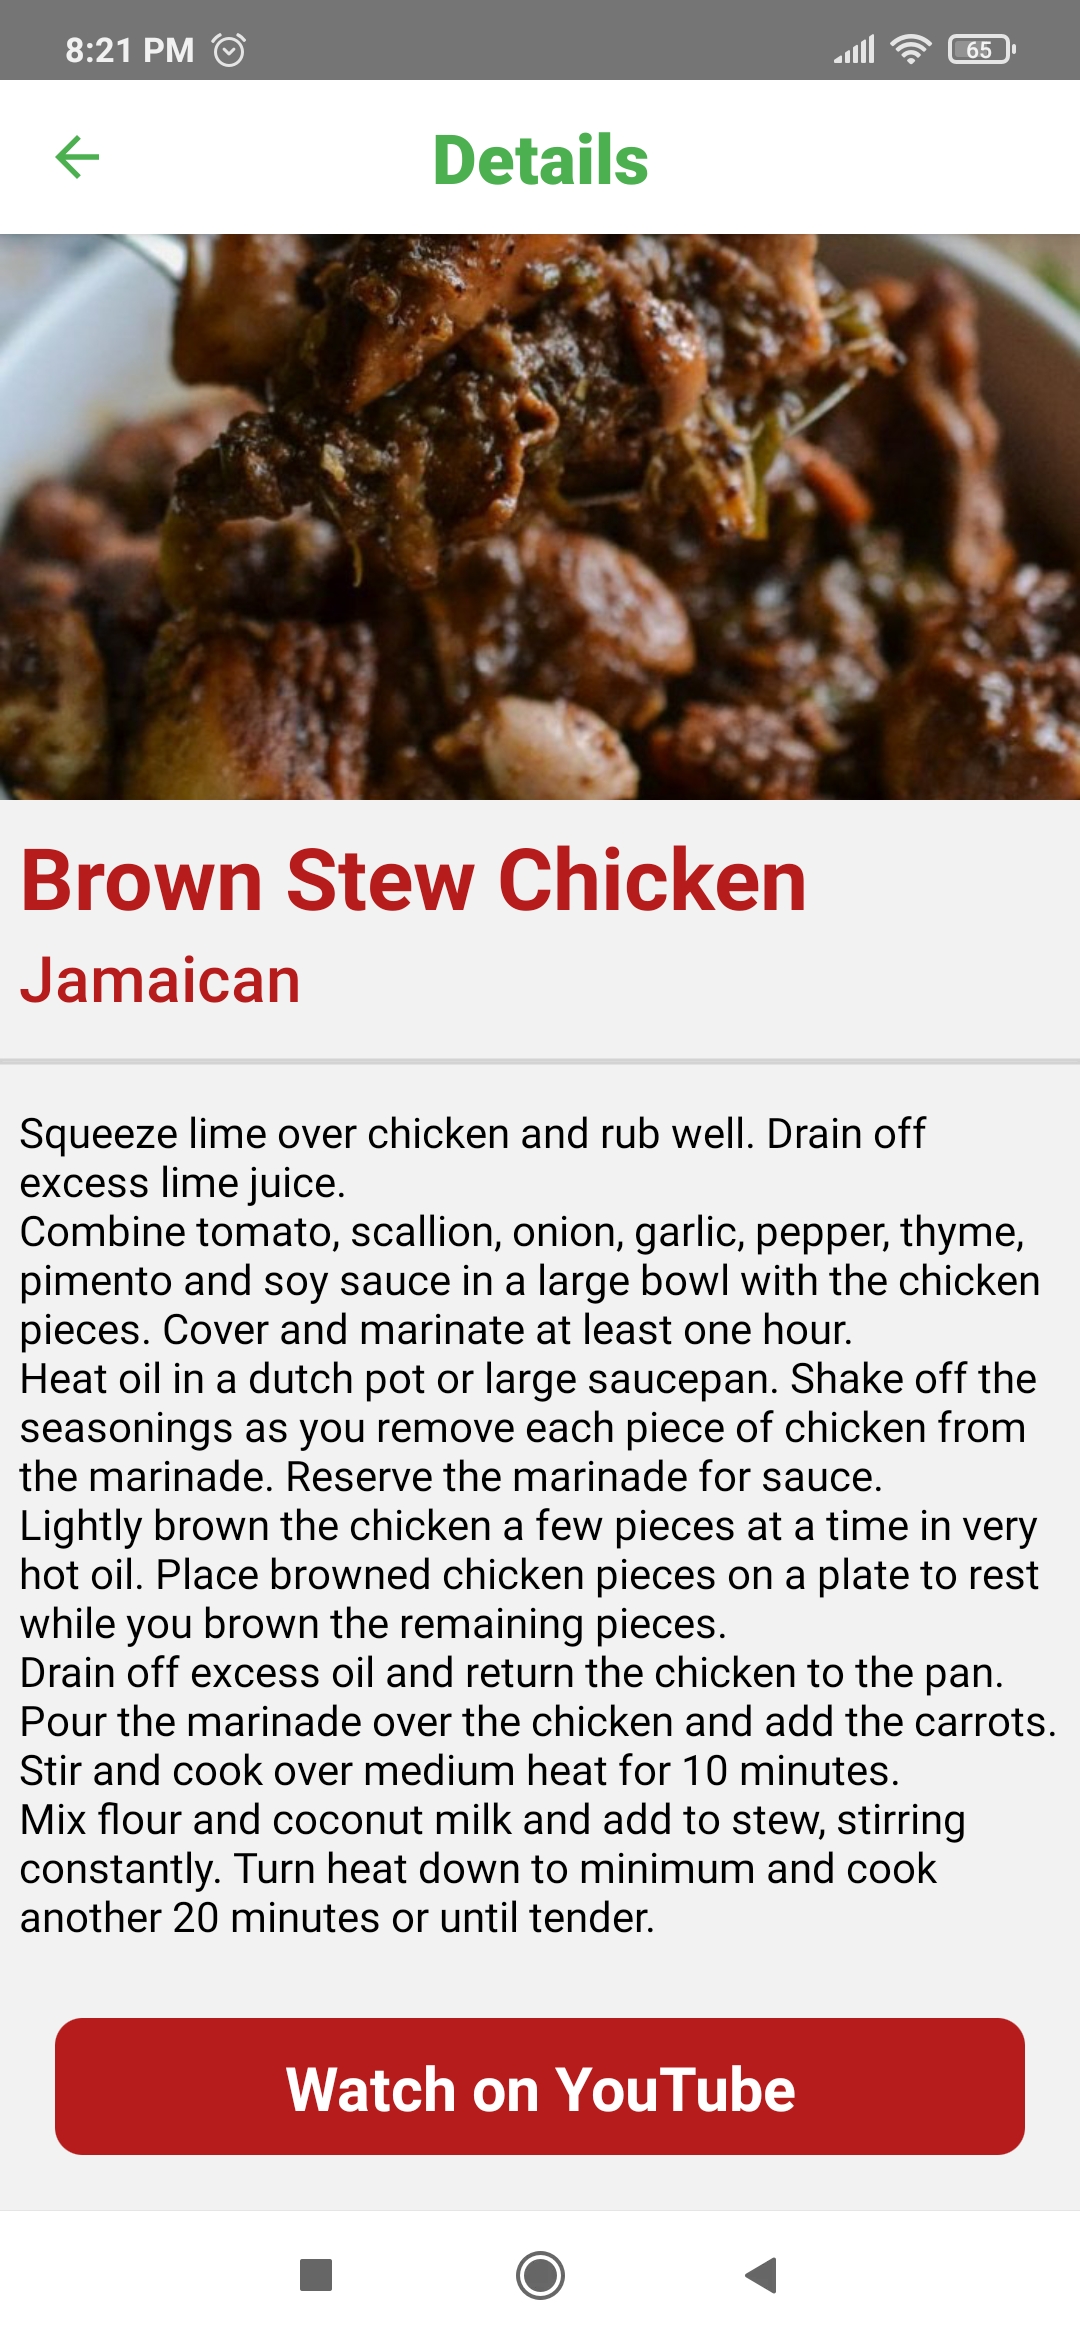 8:21 PM
65
Details
Brown Stew Chicken
Jamaican
Squeeze lime over chicken and rub well. Drain off
excess lime juice.
Combine tomato, scallion, onion, garlic, pepper, thyme,
pimento and soy sauce in a large bowl with the chicken
pieces. Cover and marinate at least one hour.
Heat oil in a dutch pot or large saucepan. Shake off the
seasonings as you remove each piece of chicken from
the marinade. Reserve the marinade for sauce.
Lightly brown the chicken a few pieces at a time in very
hot oil. Place browned chicken pieces on a plate to rest
while you brown the remaining pieces.
Drain off excess oil and return the chicken to the pan.
Pour the marinade over the chicken and add the carrots.
Stir and cook over medium heat for 10 minutes.
Mix flour and coconut milk and add to stew, stirring
constantly. Turn heat down to minimum and cook
another 20 minutes or until tender.
Watch on YouTube